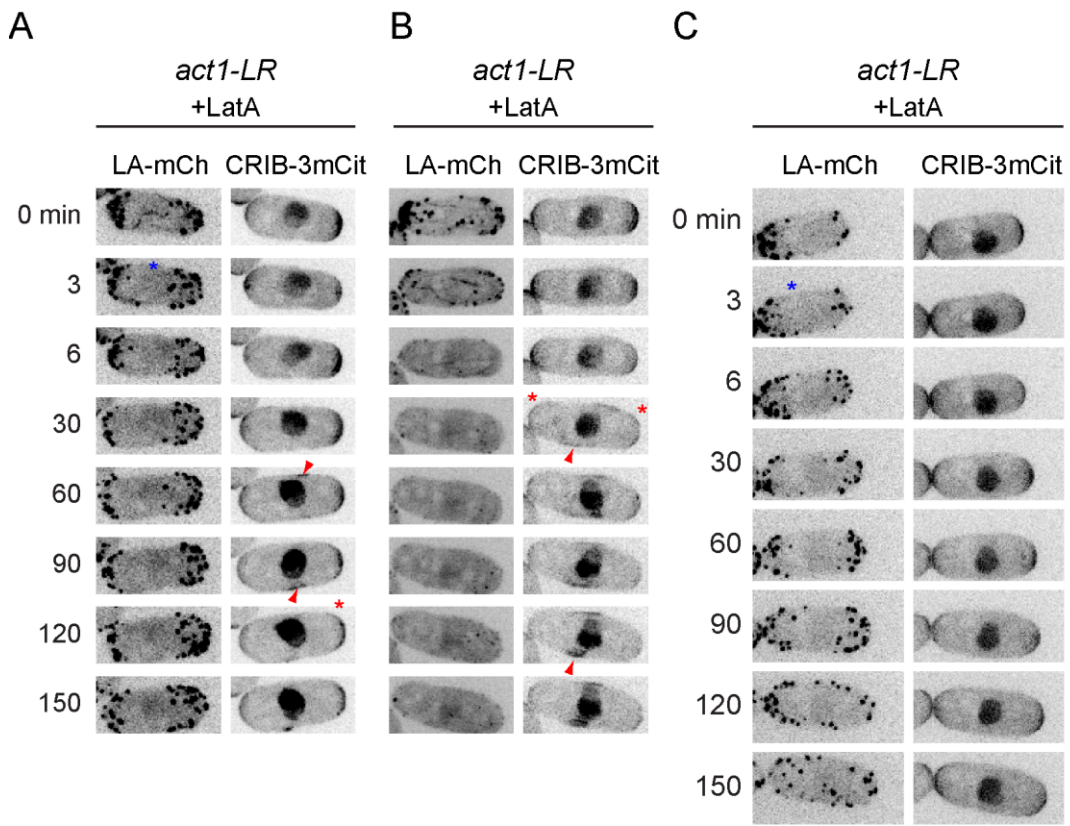 A
B
C
act1-LR
+LatA
act1-LR
+LatA
act1-LR
+LatA
LA-mCh CRIB-3mCit
LA-mCh CRIB-3mCit
LA-mCh CRIB-3mCit
0 min
3
6
30
60
90
120
150
0 min
3
6
30
60
90
120
150